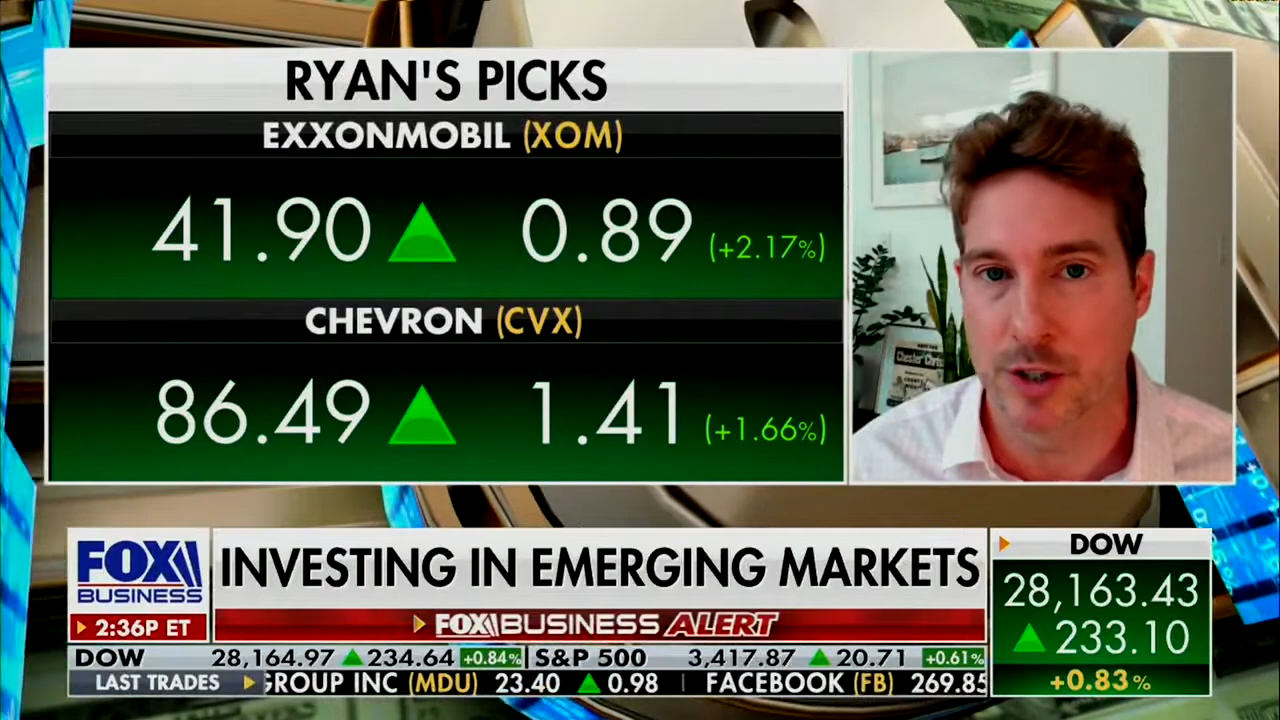 RYAN'S PICKS
EXXONMOBIL (XOM)
41.90 ▲ 0.89 (+2.17%)
CHEVRON (CVX)
86.49 ▲ 1.41 (+1.66%)
Chester
FOX BUSINESS
2:36P ET
INVESTING IN EMERGING MARKETS
FOX BUSINESS ALERT
DOW
28,163.43
▲ 233.10
+0.83%
DOW 28,164.97 ▲ 234.64 +0.84% S&P 500 3,417.87 ▲ 20.71 +0.61%
LAST TRADES GROUP INC (MDU) 23.40 ▲ 0.98 | FACEBOOK (FB) 269.85